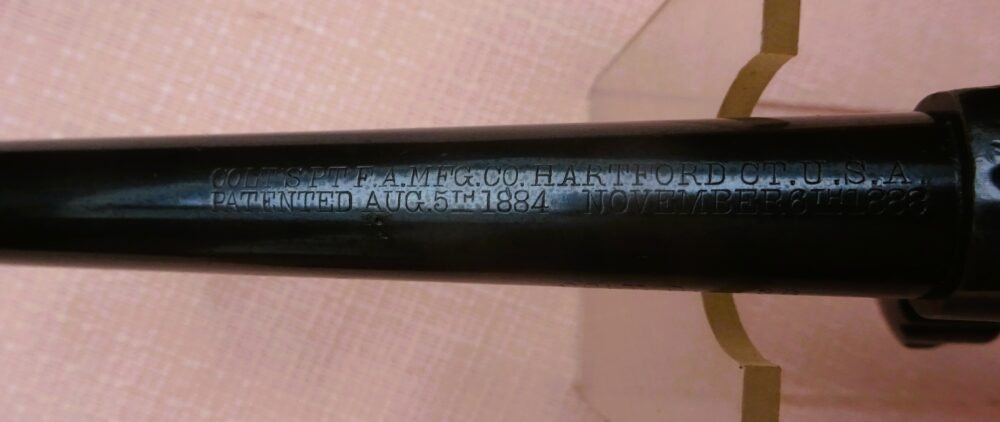 COLT'S PT F.A. MFG. CO. HARTFORD CT. U.S.A.
PATENTED AUG. 5TH 1884 NOVEMBER 6TH 1888